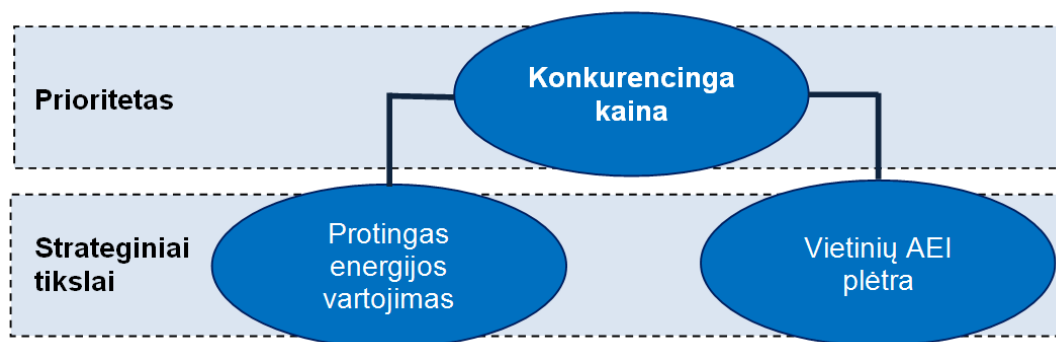 Prioritetas
Konkurencinga
kaina
Strateginiai
tikslai
Protingas
energijos
vartojimas
Vietinių AEI
plėtra